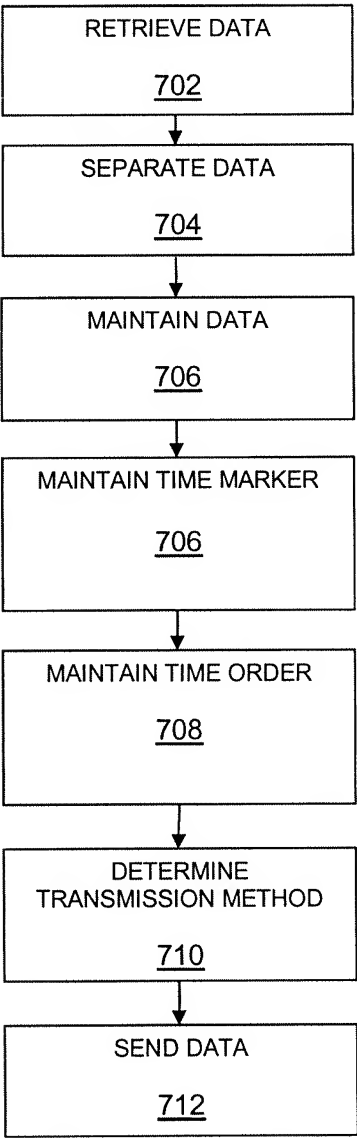 RETRIEVE DATA
702
SEPARATE DATA
704
MAINTAIN DATA
706
MAINTAIN TIME MARKER
706
MAINTAIN TIME ORDER
708
DETERMINE
TRANSMISSION METHOD
710
SEND DATA
712